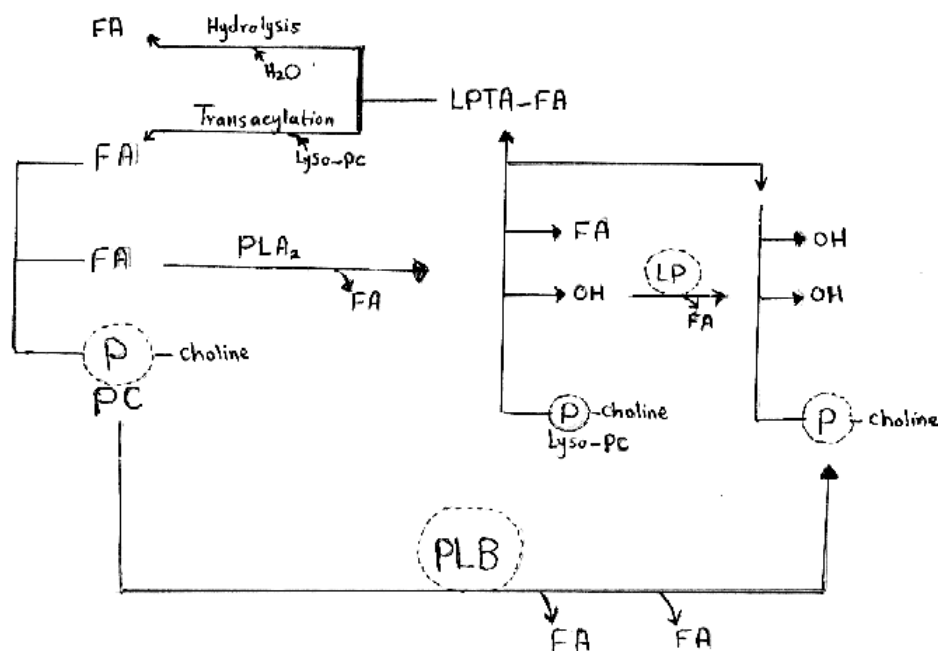 FA
Hydrolysis
H₂O
LPTA-FA
Transacylation
Lyso-PC
FA
FA
PLA₂
FA
P
choline
PC
FA
OH
LP
FA
OH
OH
P
choline
Lyso-PC
P
choline
PLB
FA
FA